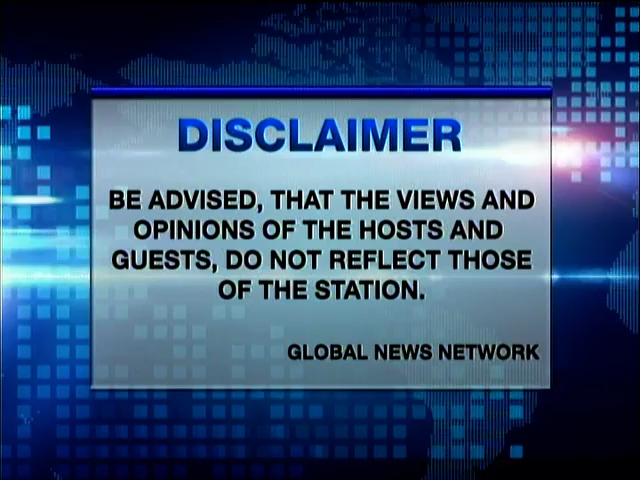 DISCLAIMER
BE ADVISED, THAT THE VIEWS AND
OPINIONS OF THE HOSTS AND
GUESTS, DO NOT REFLECT THOSE
OF THE STATION.
GLOBAL NEWS NETWORK